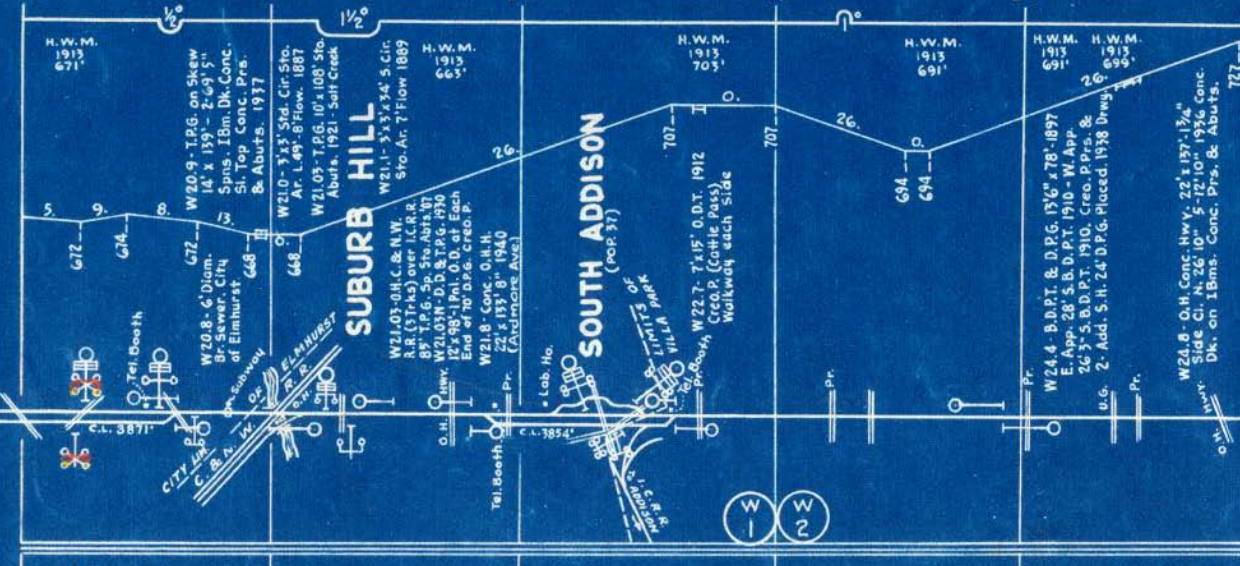 ½°
1½°
1°
H.W.M.
1913
671'
H.W.M.
1913
663'
H.W.M.
1913
703'
H.W.M.
1913
691'
H.W.M.
1913
691'
H.W.M.
1913
699'
5.
9.
8.
13.
0
26.
0.
26.
0.
26.
672
674
672
668
668
707
707
694
694
727
W20.9 - T.P.G. on Skew
14' x 139' - 2-69' 5"
Spns. I Bm. Dk. Conc.
Sl. Top Conc. Prs.
& Abuts. 1937
W21.0 - 3'x3' Std. Cir. Sto.
Ar. L.49'-8' Flow. 1887
W21.03 - T.P.G. 10' x 108' Sto.
Abuts. 1921 - Salt Creek
SUBURB HILL
W21.1 - 3'x3'x34' S. Cir.
Sto. Ar. 7' Flow 1889
W20.8 - 6' Diam.
Br. Sewer. City
of Elmhurst
W21.03 - O.H. C. & N.W.
R.R. (3 Trks) over I.C.R.R.
85' T.P.G. Sp. Sto. Abts. '07
W21.03N - D.D. & T.P.G. 1930
12'x98' - 1 Pnl. O.D. at Each
End of 70' D.P.G. Creo. P.
W21.8 - Conc. O.H.
22' x 133' 8" 1940
(Ardmore Ave)
SOUTH ADDISON
(POP. 37)
W22.7 - 7'x15' O.D.T. 1912
Creo. P. (Cattle Pass)
Walkway each Side
W24.4 - B.D.P.T. & D.P.G. 13'6" x 78' - 1897
E. App. 28' S.B.D.P.T. 1910 - W. App.
26'3" S.B.D.P.T. 1910. Creo. P. Prs. &
2 - Add. S.H. 24' D.P.G. Placed. 1938 Drwy.
W24.8 - O.H. Conc. Hwy. 22' x 137' - 1¾"
Side Cl. N. 26'10" S-12'10" 1936 Conc.
Dk. on I Bms. Conc. Prs. & Abuts.
Tel. Booth
Subway
CITY LIM OF ELMHURST
C. & N. W. R.R.
O.H.
O.H. HWY.
Pr.
Lab. Ho.
LIMITS OF
VILLA PARK
Tel. Booth
Pr.
Pr.
U.G.
Pr.
O.H. HWY.
C.L. 3871'
C.L. 3854'
Tel. Booth
I.C.R.R.
ADDISON
W
1
W
2